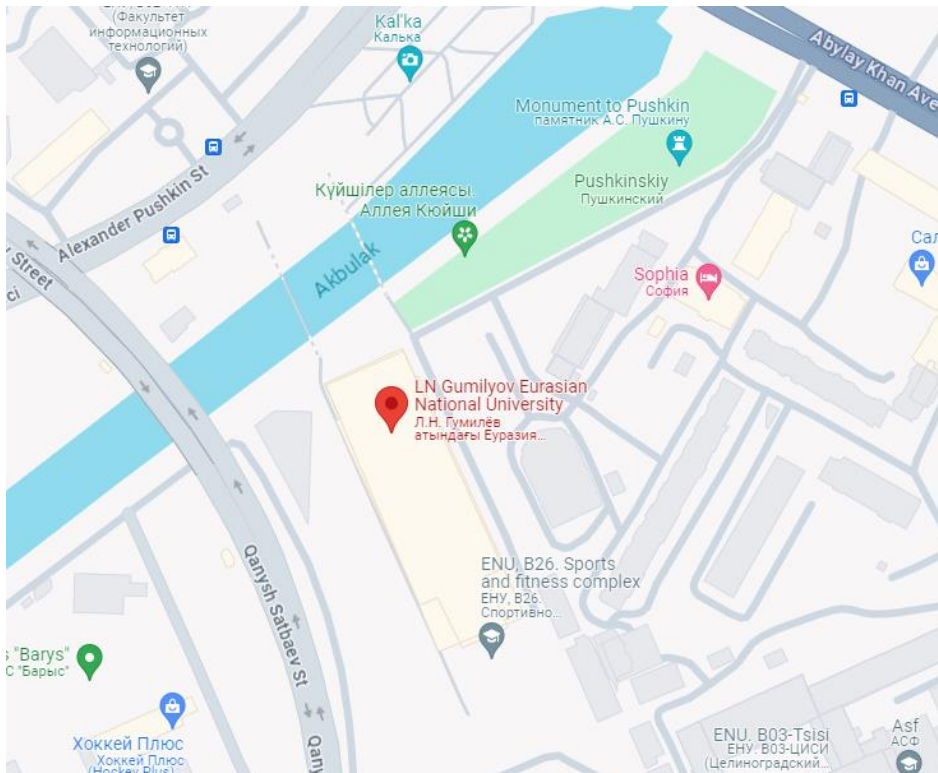 (Факультет
информационных
технологий)
Kal'ka
Калька
Abylay Khan Ave
Monument to Pushkin
памятник А.С. Пушкину
Alexander Pushkin St
Pushkinskiy
Пушкинский
Күйшілер аллеясы.
Аллея Кюйши
Akbulak
Street
Sophia
София
LN Gumilyov Eurasian
National University
Л.Н. Гумилёв
атындағы Еуразия...
Qanysh Satbaev St
ENU, B26. Sports
and fitness complex
ЕНУ, В26.
Спортивно...
"Barys"
"Барыс"
Хоккей Плюс
Хоккей Плюс
(Hockey Plus)
ENU. B03-Tsisi
ЕНУ. В03-ЦИСИ
(Целиноградский...
Asf
АСФ